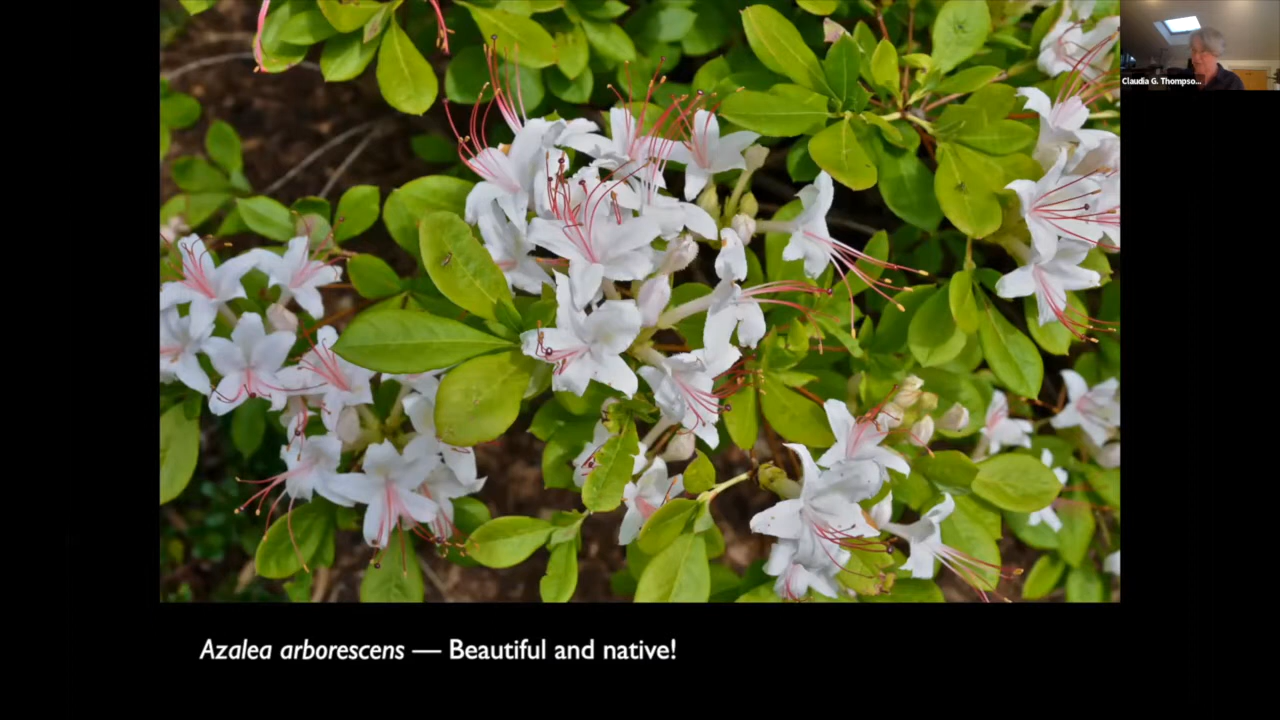 Claudia G. Thompso...
Azalea arborescens — Beautiful and native!